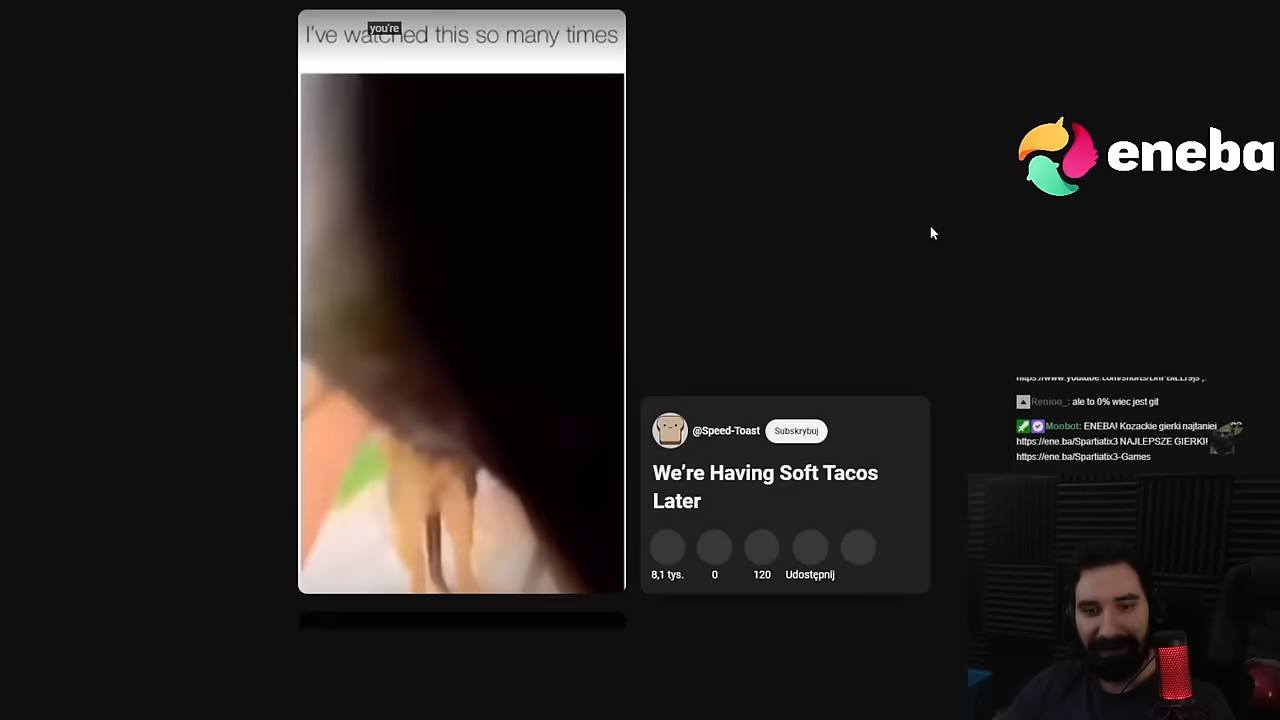 you're
I've watched this so many times
eneba
@Speed-Toast
Subskrybuj
We're Having Soft Tacos
Later
8,1 tys.
0
120
Udostępnij
Renioo_: ale to 0% wiec jest git
Moobot: ENEBA! Kozackie gierki najtaniej
https://ene.ba/Spartiatix3 NAJLEPSZE GIERKI!
https://ene.ba/Spartiatix3-Games